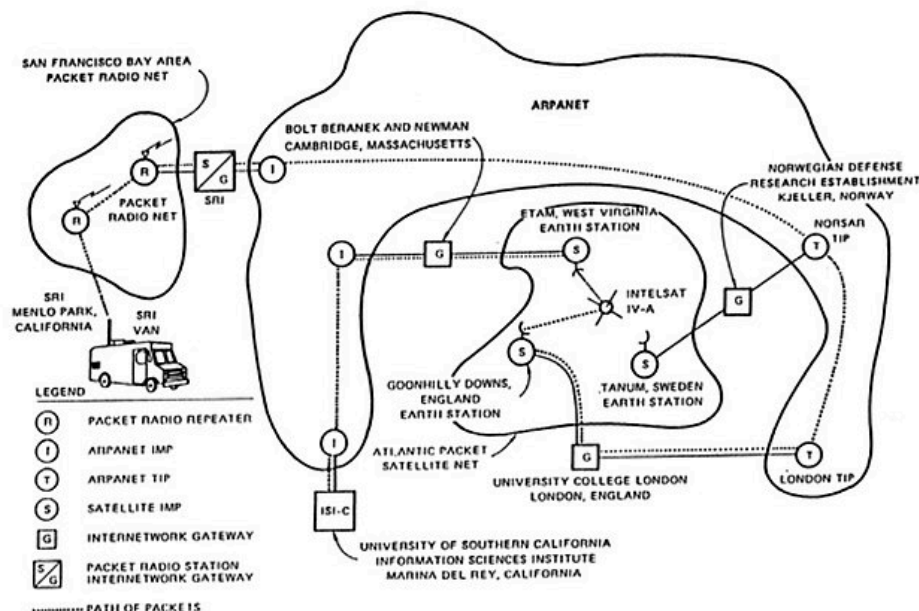 SAN FRANCISCO BAY AREA
PACKET RADIO NET
ARPANET
BOLT BERANEK AND NEWMAN
CAMBRIDGE, MASSACHUSETTS
NORWEGIAN DEFENSE
RESEARCH ESTABLISHMENT
KJELLER, NORWAY
S
G
SRI
I
R
PACKET
RADIO NET
R
ETAM, WEST VIRGINIA
EARTH STATION
NORSAR
TIP
T
I
G
S
INTELSAT
IV-A
G
SRI
MENLO PARK,
CALIFORNIA
SRI
VAN
S
S
GOONHILLY DOWNS,
ENGLAND
EARTH STATION
TANUM, SWEDEN
EARTH STATION
ATLANTIC PACKET
SATELLITE NET
I
G
T
UNIVERSITY COLLEGE LONDON
LONDON, ENGLAND
LONDON TIP
ISI-C
UNIVERSITY OF SOUTHERN CALIFORNIA
INFORMATION SCIENCES INSTITUTE
MARINA DEL REY, CALIFORNIA
LEGEND
R PACKET RADIO REPEATER
I ARPANET IMP
T ARPANET TIP
S SATELLITE IMP
G INTERNETWORK GATEWAY
S/G PACKET RADIO STATION
INTERNETWORK GATEWAY
PATH OF PACKETS